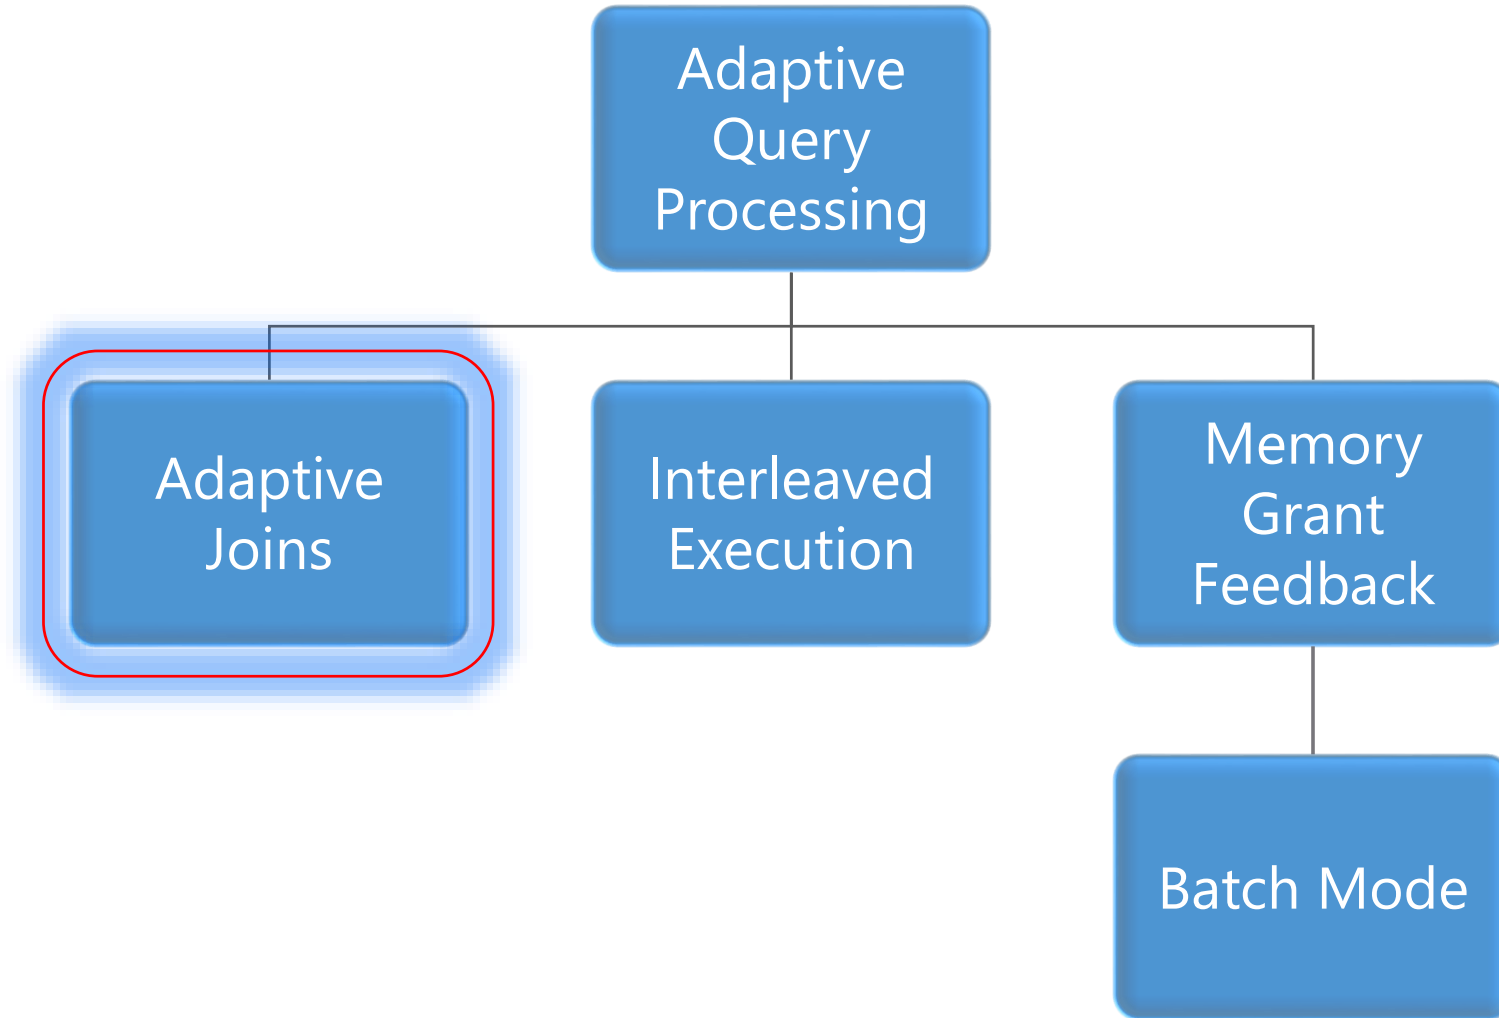 Adaptive
Query
Processing
Adaptive
Joins
Interleaved
Execution
Memory
Grant
Feedback
Batch Mode